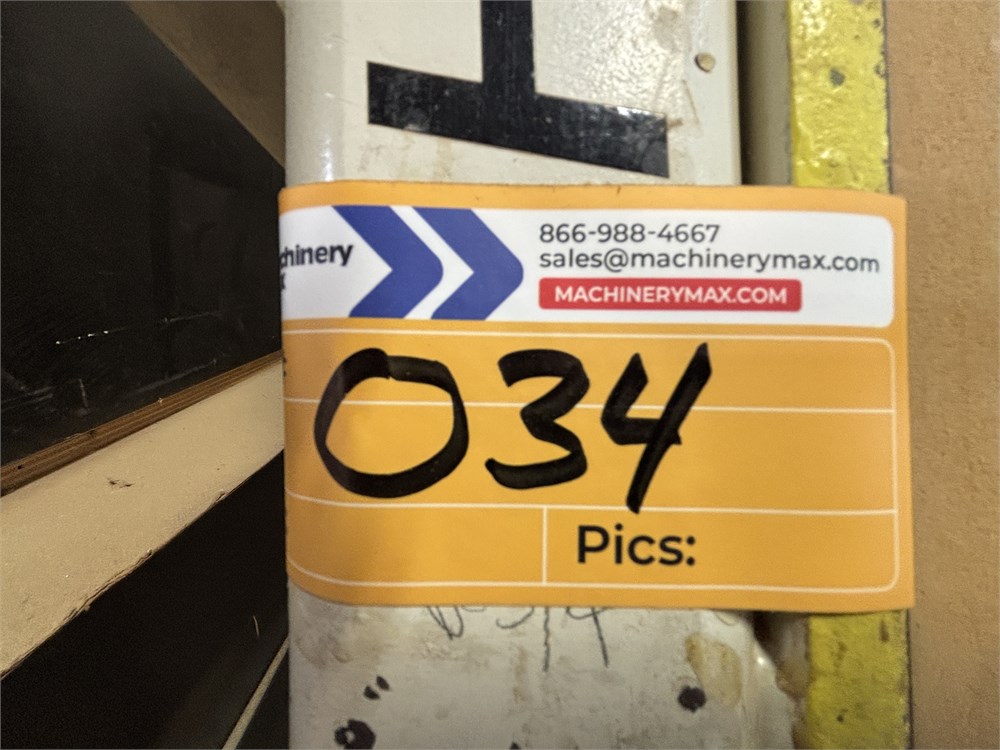 866-988-4667
chinery
sales@machinerymax.com
MACHINERYMAX.COM
034
Pics: